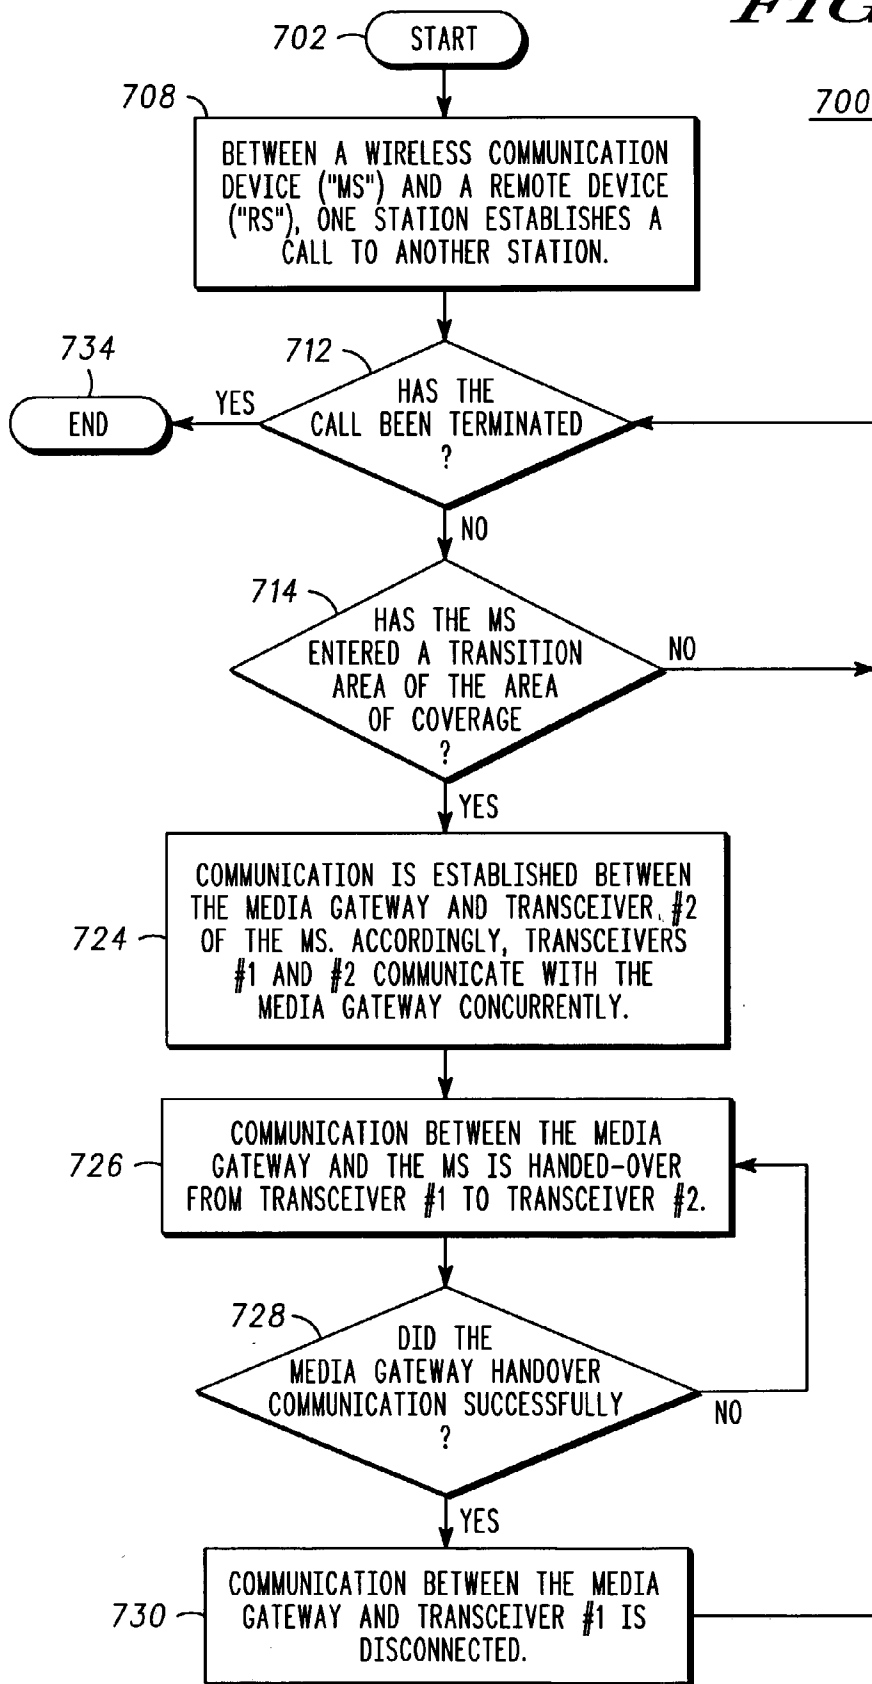 FIG
702
START
708
700
BETWEEN A WIRELESS COMMUNICATION
DEVICE ("MS") AND A REMOTE DEVICE
("RS"), ONE STATION ESTABLISHES A
CALL TO ANOTHER STATION.
734
712
END
YES
HAS THE
CALL BEEN TERMINATED
?
NO
714
HAS THE MS
ENTERED A TRANSITION
AREA OF THE AREA
OF COVERAGE
?
NO
YES
724
COMMUNICATION IS ESTABLISHED BETWEEN
THE MEDIA GATEWAY AND TRANSCEIVER #2
OF THE MS. ACCORDINGLY, TRANSCEIVERS
#1 AND #2 COMMUNICATE WITH THE
MEDIA GATEWAY CONCURRENTLY.
726
COMMUNICATION BETWEEN THE MEDIA
GATEWAY AND THE MS IS HANDED-OVER
FROM TRANSCEIVER #1 TO TRANSCEIVER #2.
728
DID THE
MEDIA GATEWAY HANDOVER
COMMUNICATION SUCCESSFULLY
?
NO
YES
730
COMMUNICATION BETWEEN THE MEDIA
GATEWAY AND TRANSCEIVER #1 IS
DISCONNECTED.